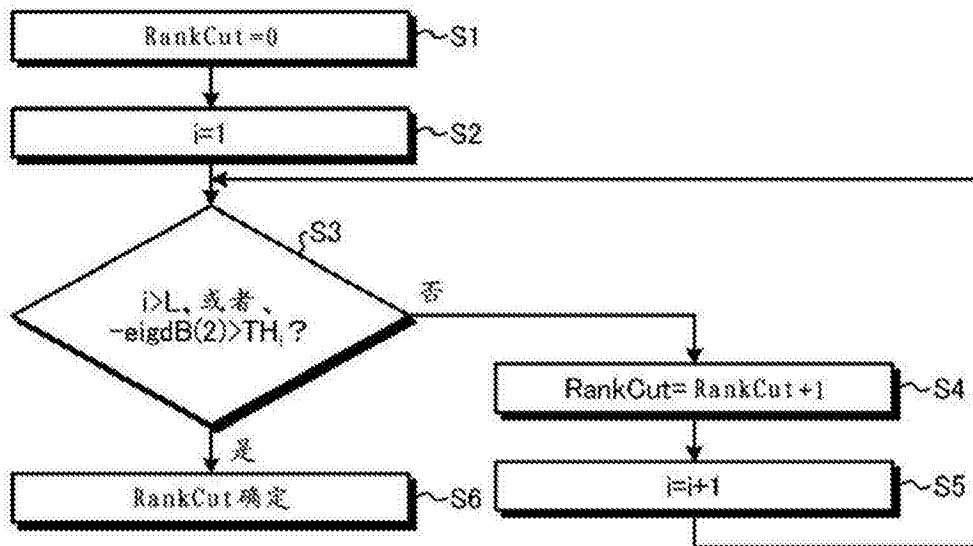 RankCut=0
S1
i=1
S2
S3
i>L、或者、
-eigdB(2)>THᵢ?
否
RankCut=RankCut+1
S4
是
i=i+1
S5
RankCut确定
S6